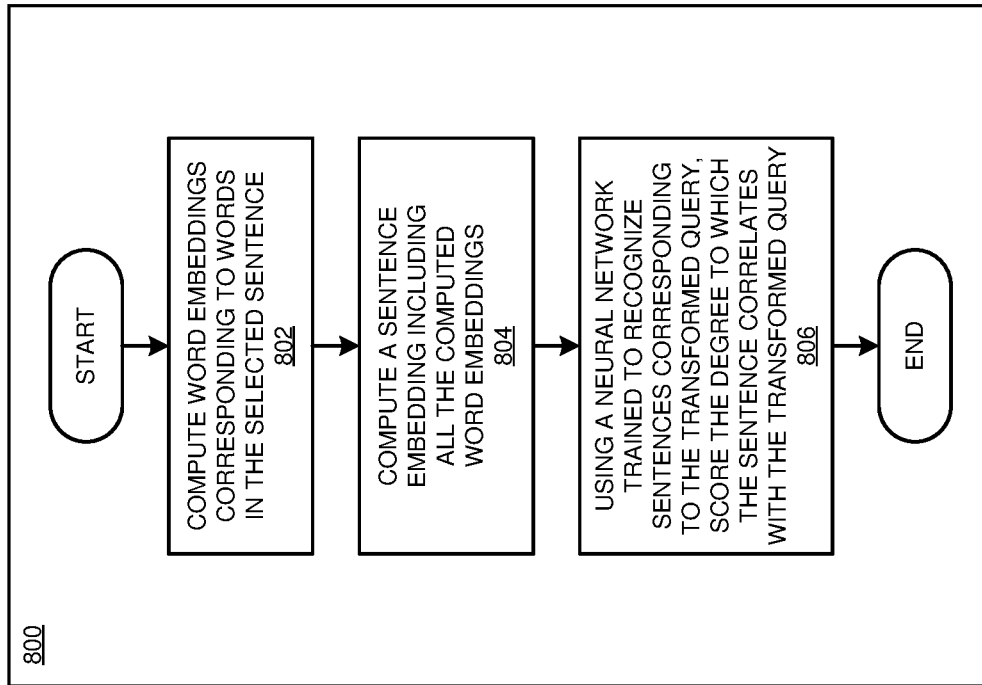 800
START
COMPUTE WORD EMBEDDINGS
CORRESPONDING TO WORDS
IN THE SELECTED SENTENCE
802
COMPUTE A SENTENCE
EMBEDDING INCLUDING
ALL THE COMPUTED
WORD EMBEDDINGS
804
USING A NEURAL NETWORK
TRAINED TO RECOGNIZE
SENTENCES CORRESPONDING
TO THE TRANSFORMED QUERY,
SCORE THE DEGREE TO WHICH
THE SENTENCE CORRELATES
WITH THE TRANSFORMED QUERY
806
END